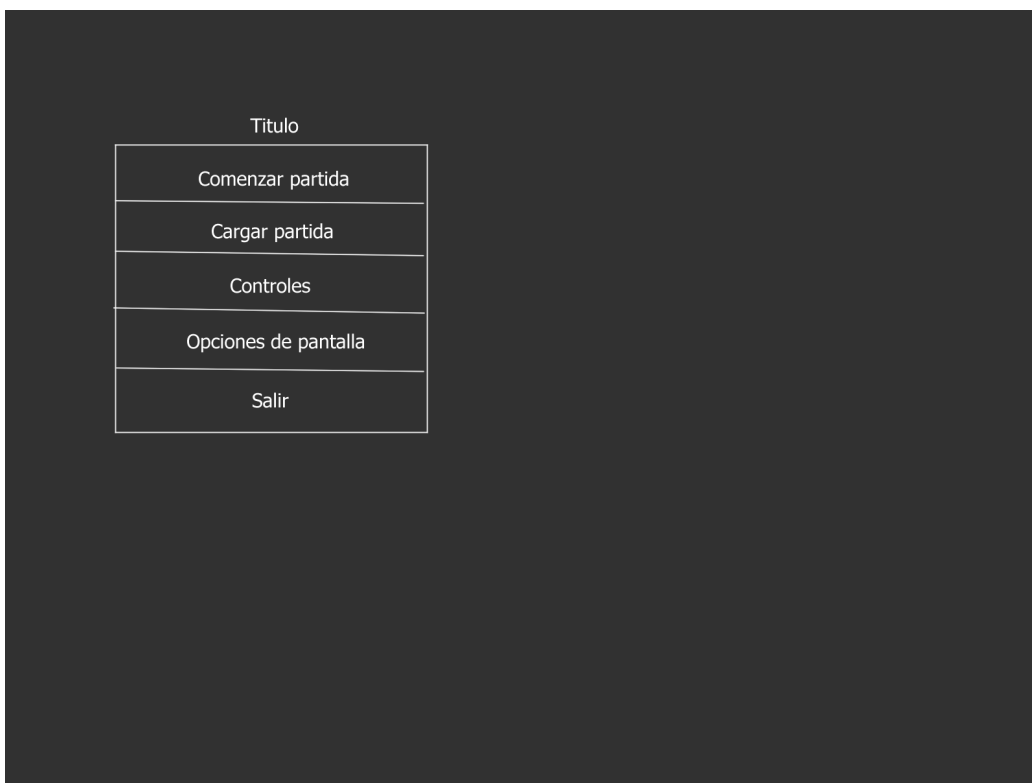 Titulo
Comenzar partida
Cargar partida
Controles
Opciones de pantalla
Salir